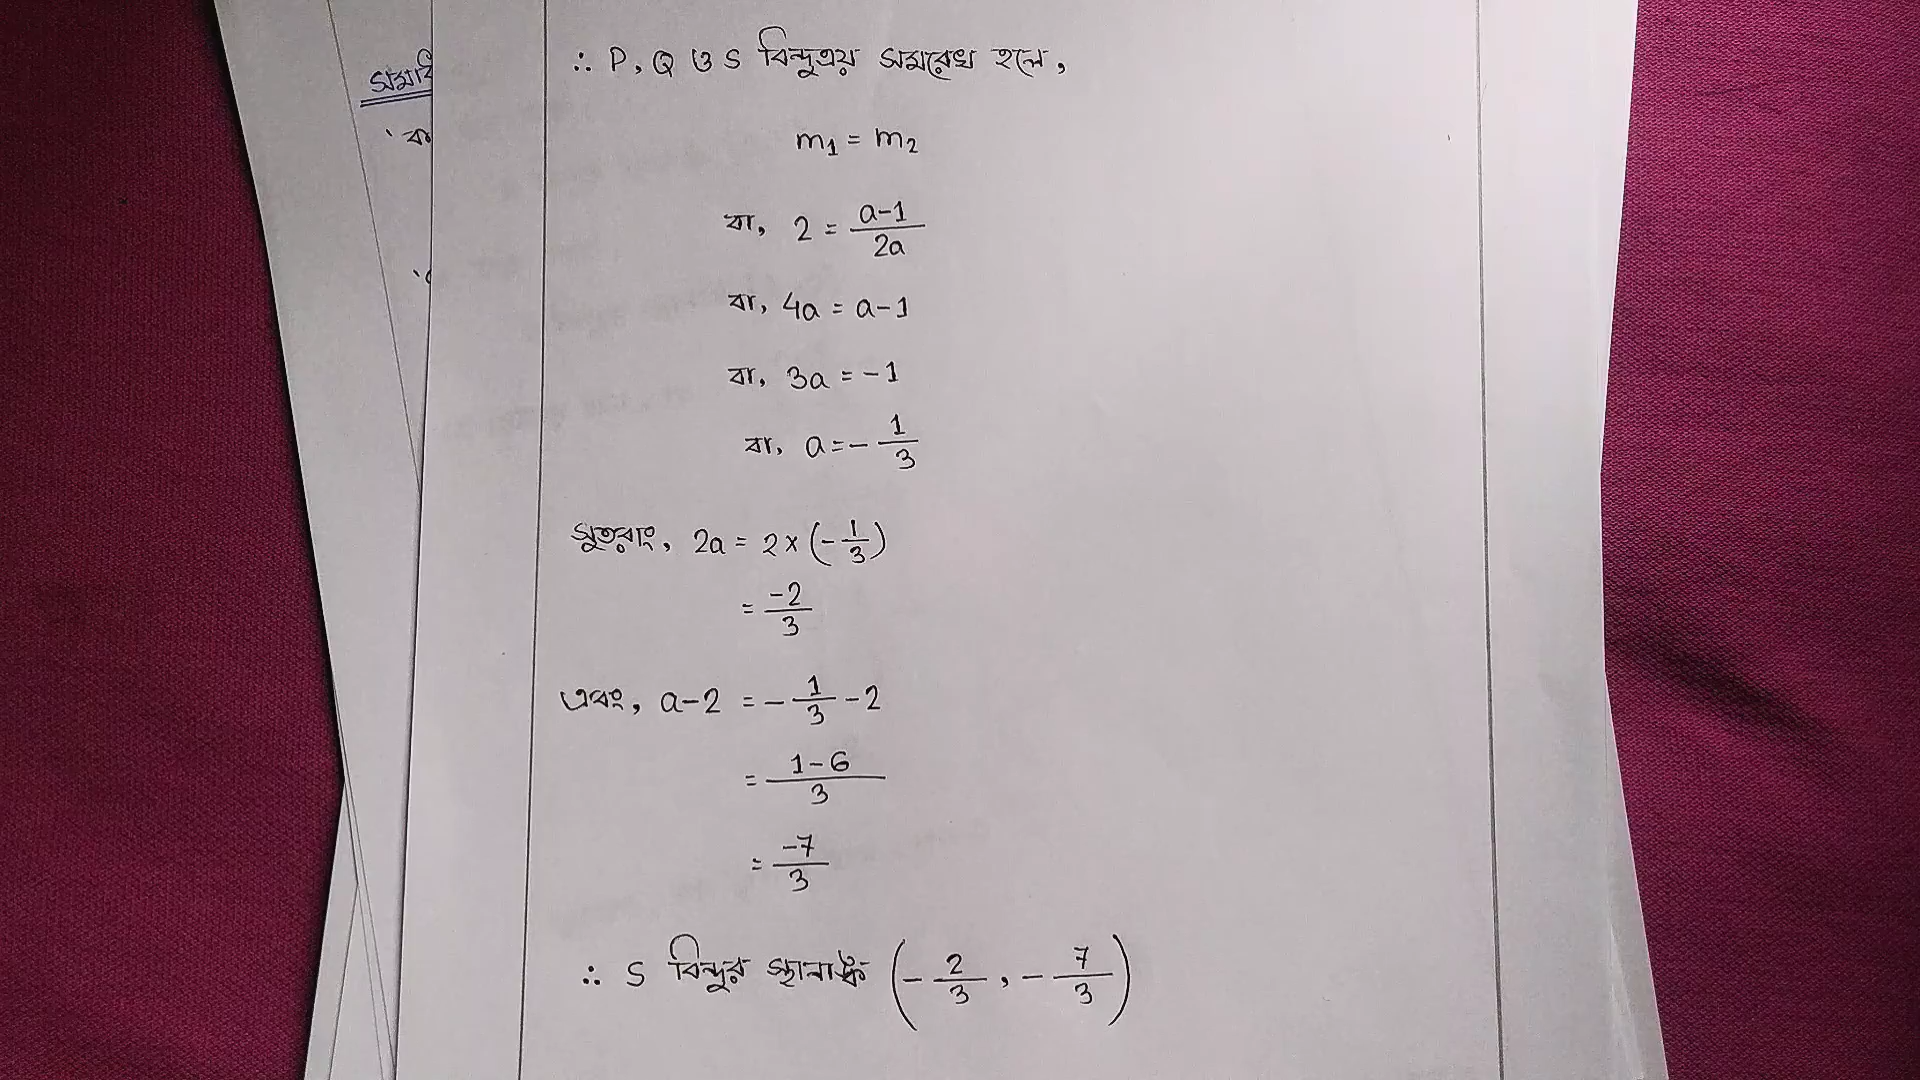 ∴ P, Q ও S বিন্দুত্রয় সমরেখ হলে,
m₁ = m₂
বা, 2 = (a-1)/(2a)
বা, 4a = a-1
বা, 3a = -1
বা, a = -1/3
সুতরাং, 2a = 2 × (-1/3)
= -2/3
এবং, a-2 = -1/3 - 2
= (1-6)/3
= -7/3
∴ S বিন্দুর স্থানাঙ্ক (-2/3, -7/3)